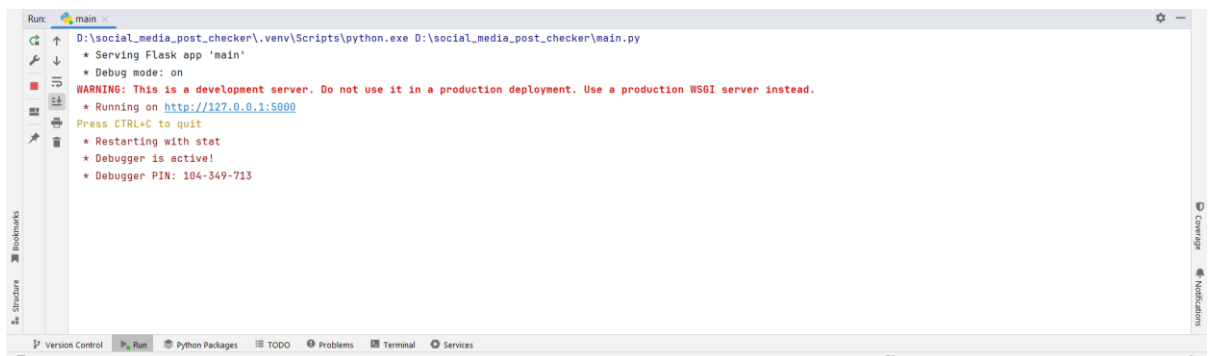 Run: main
D:\social_media_post_checker\.venv\Scripts\python.exe D:\social_media_post_checker\main.py
* Serving Flask app 'main'
* Debug mode: on
WARNING: This is a development server. Do not use it in a production deployment. Use a production WSGI server instead.
* Running on http://127.0.0.1:5000
Press CTRL+C to quit
* Restarting with stat
* Debugger is active!
* Debugger PIN: 104-349-713
Bookmarks
Structure
Coverage
Notifications
Version Control Run Python Packages TODO Problems Terminal Services